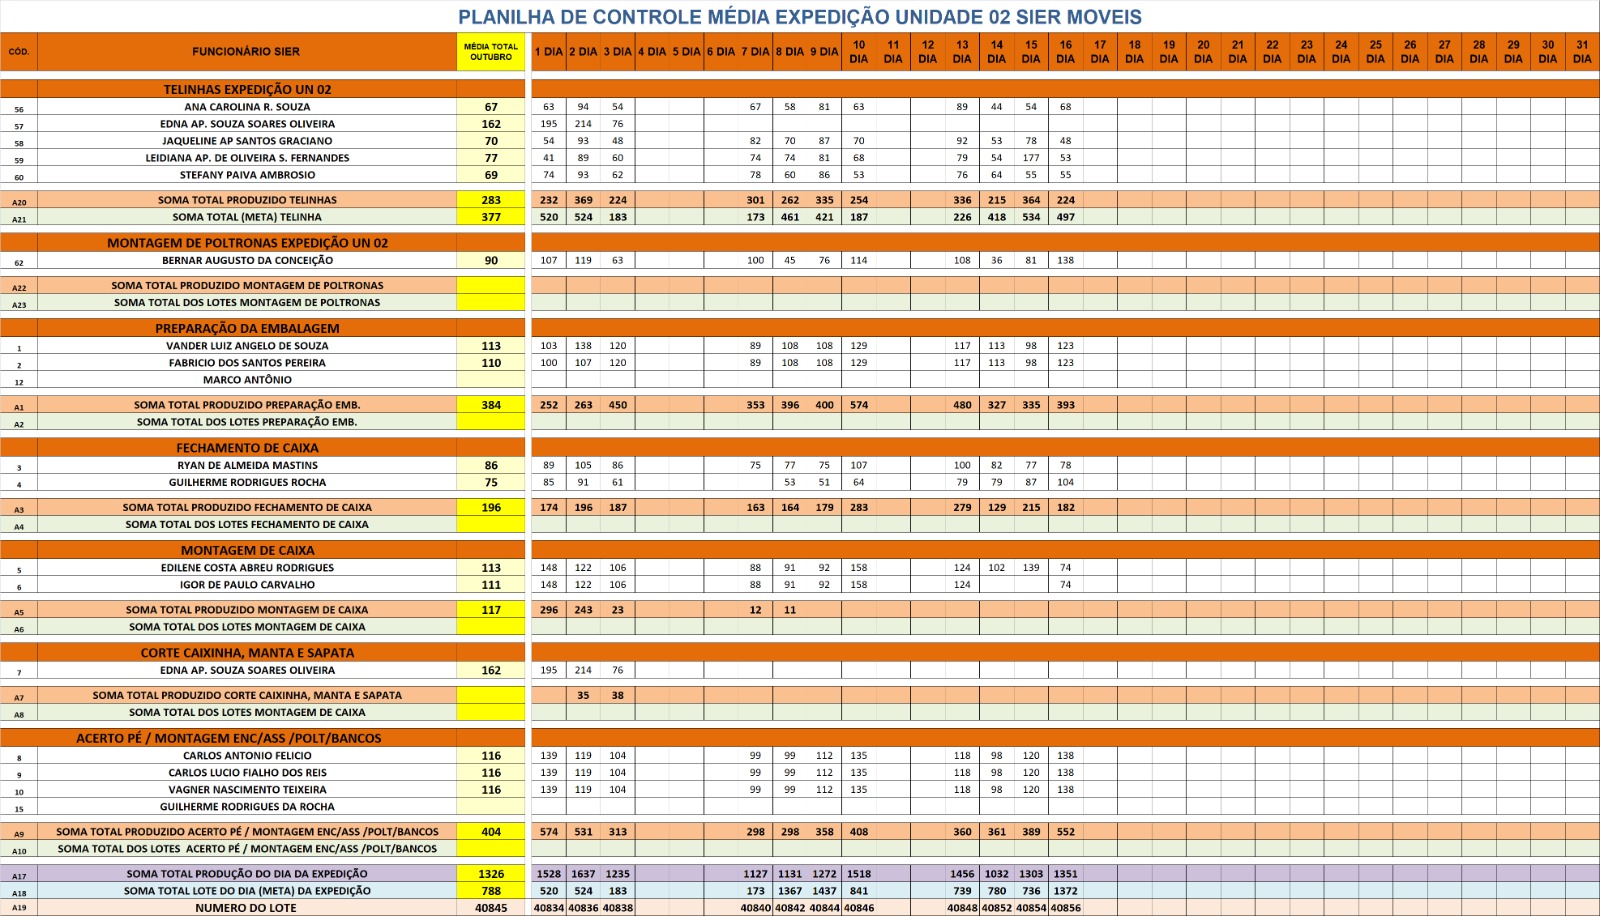 PLANILHA DE CONTROLE MÉDIA EXPEDIÇÃO UNIDADE 02 SIER MOVEIS
CÓD. FUNCIONÁRIO SIER MÉDIA TOTAL OUTUBRO 1 DIA 2 DIA 3 DIA 4 DIA 5 DIA 6 DIA 7 DIA 8 DIA 9 DIA 10 DIA 11 DIA 12 DIA 13 DIA 14 DIA 15 DIA 16 DIA 17 DIA 18 DIA 19 DIA 20 DIA 21 DIA 22 DIA 23 DIA 24 DIA 25 DIA 26 DIA 27 DIA 28 DIA 29 DIA 30 DIA 31 DIA
TELINHAS EXPEDIÇÃO UN 02
56 ANA CAROLINA R. SOUZA 67 63 94 54 67 58 81 63 89 44 54 68
57 EDNA AP. SOUZA SOARES OLIVEIRA 162 195 214 76
58 JAQUELINE AP SANTOS GRACIANO 70 54 93 48 82 70 87 70 92 53 78 48
59 LEIDIANA AP. DE OLIVEIRA S. FERNANDES 77 41 89 60 74 74 81 68 79 54 177 53
60 STEFANY PAIVA AMBROSIO 69 74 93 62 78 60 86 53 76 64 55 55
A20 SOMA TOTAL PRODUZIDO TELINHAS 283 232 369 224 301 262 335 254 336 215 364 224
A21 SOMA TOTAL (META) TELINHA 377 520 524 183 173 461 421 187 226 418 534 497
MONTAGEM DE POLTRONAS EXPEDIÇÃO UN 02
62 BERNAR AUGUSTO DA CONCEIÇÃO 90 107 119 63 100 45 76 114 108 36 81 138
A22 SOMA TOTAL PRODUZIDO MONTAGEM DE POLTRONAS
A23 SOMA TOTAL DOS LOTES MONTAGEM DE POLTRONAS
PREPARAÇÃO DA EMBALAGEM
1 VANDER LUIZ ANGELO DE SOUZA 113 103 138 120 89 108 108 129 117 113 98 123
2 FABRICIO DOS SANTOS PEREIRA 110 100 107 120 89 108 108 129 117 113 98 123
12 MARCO ANTÔNIO
A1 SOMA TOTAL PRODUZIDO PREPARAÇÃO EMB. 384 252 263 450 353 396 400 574 480 327 335 393
A2 SOMA TOTAL DOS LOTES PREPARAÇÃO EMB.
FECHAMENTO DE CAIXA
3 RYAN DE ALMEIDA MASTINS 86 89 105 86 75 77 75 107 100 82 77 78
4 GUILHERME RODRIGUES ROCHA 75 85 91 61 53 51 64 79 79 87 104
A3 SOMA TOTAL PRODUZIDO FECHAMENTO DE CAIXA 196 174 196 187 163 164 179 283 279 129 215 182
A4 SOMA TOTAL DOS LOTES FECHAMENTO DE CAIXA
MONTAGEM DE CAIXA
5 EDILENE COSTA ABREU RODRIGUES 113 148 122 106 88 91 92 158 124 102 139 74
6 IGOR DE PAULO CARVALHO 111 148 122 106 88 91 92 158 124 74
A5 SOMA TOTAL PRODUZIDO MONTAGEM DE CAIXA 117 296 243 23 12 11
A6 SOMA TOTAL DOS LOTES MONTAGEM DE CAIXA
CORTE CAIXINHA, MANTA E SAPATA
7 EDNA AP. SOUZA SOARES OLIVEIRA 162 195 214 76
A7 SOMA TOTAL PRODUZIDO CORTE CAIXINHA, MANTA E SAPATA 35 38
A8 SOMA TOTAL DOS LOTES MONTAGEM DE CAIXA
ACERTO PÉ / MONTAGEM ENC/ASS /POLT/BANCOS
8 CARLOS ANTONIO FELICIO 116 139 119 104 99 99 112 135 118 98 120 138
9 CARLOS LUCIO FIALHO DOS REIS 116 139 119 104 99 99 112 135 118 98 120 138
10 VAGNER NASCIMENTO TEIXEIRA 116 139 119 104 99 99 112 135 118 98 120 138
15 GUILHERME RODRIGUES DA ROCHA
A9 SOMA TOTAL PRODUZIDO ACERTO PÉ / MONTAGEM ENC/ASS /POLT/BANCOS 404 574 531 313 298 298 358 408 360 361 389 552
A10 SOMA TOTAL DOS LOTES ACERTO PÉ / MONTAGEM ENC/ASS /POLT/BANCOS
A17 SOMA TOTAL PRODUÇÃO DO DIA DA EXPEDIÇÃO 1326 1528 1637 1235 1127 1131 1272 1518 1456 1032 1303 1351
A18 SOMA TOTAL LOTE DO DIA (META) DA EXPEDIÇÃO 788 520 524 183 173 1367 1437 841 739 780 736 1372
A19 NUMERO DO LOTE 40845 40834 40836 40838 40840 40842 40844 40846 40848 40852 40854 40856